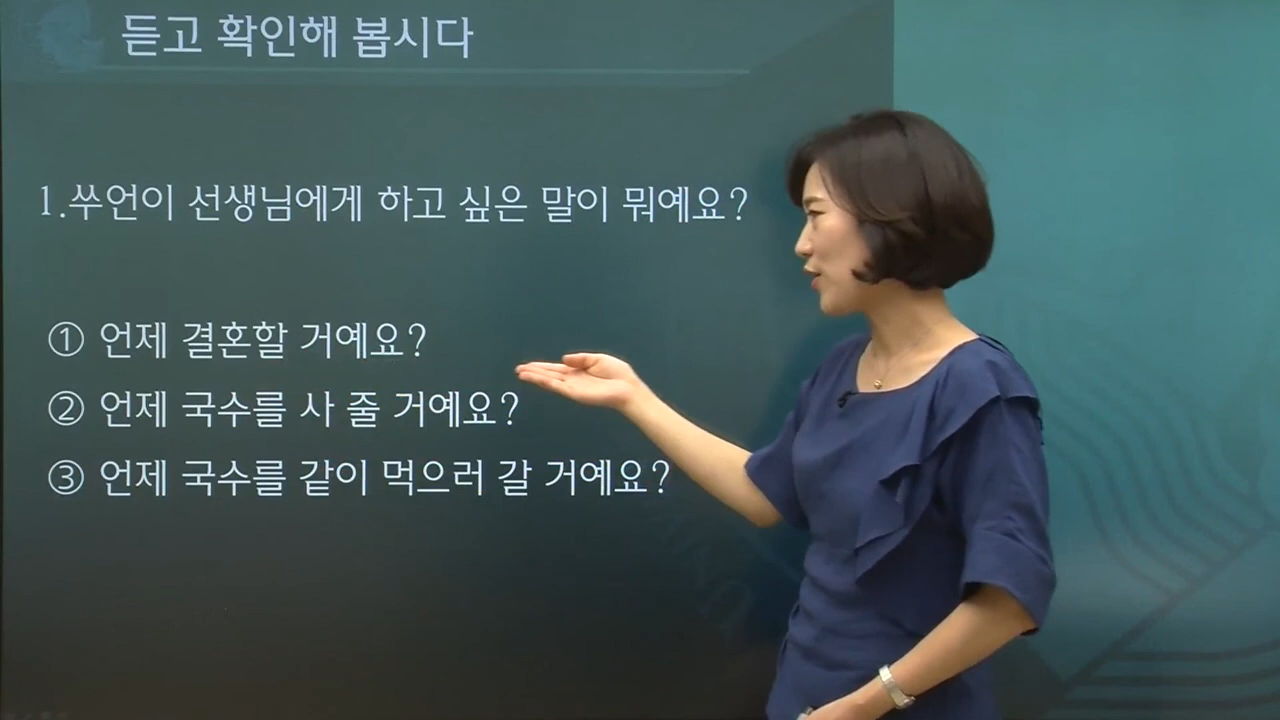 듣고 확인해 봅시다
1.쑤언이 선생님에게 하고 싶은 말이 뭐예요?
① 언제 결혼할 거예요?
② 언제 국수를 사 줄 거예요?
③ 언제 국수를 같이 먹으러 갈 거예요?